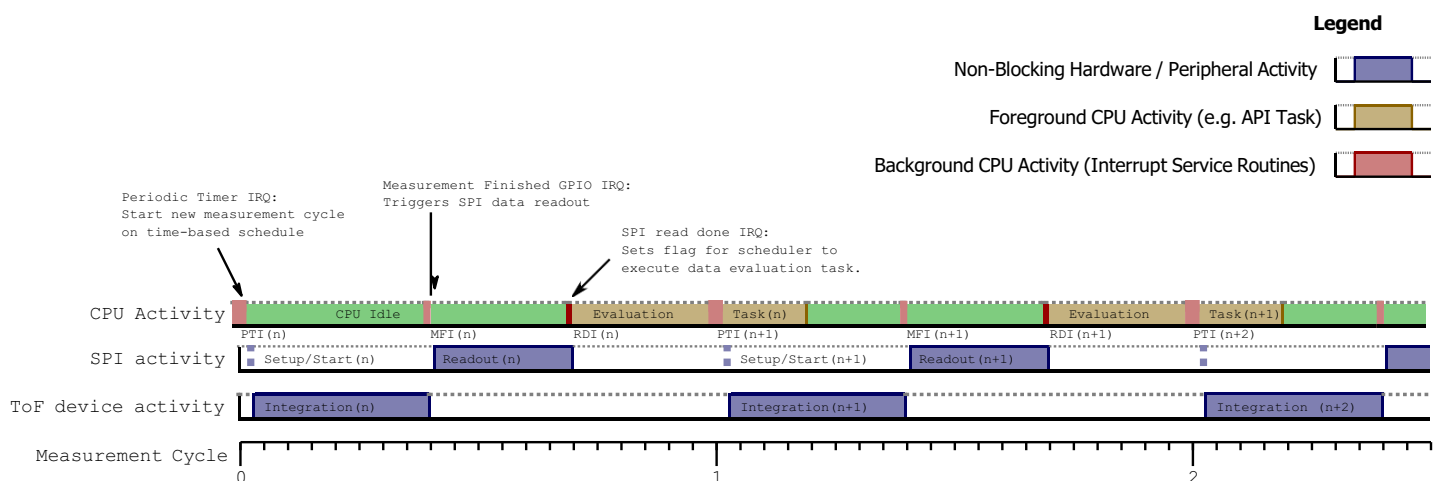 Legend
Non-Blocking Hardware / Peripheral Activity
Foreground CPU Activity (e.g. API Task)
Background CPU Activity (Interrupt Service Routines)
Periodic Timer IRQ:
Start new measurement cycle
on time-based schedule
Measurement Finished GPIO IRQ:
Triggers SPI data readout
SPI read done IRQ:
Sets flag for scheduler to
execute data evaluation task.
CPU Activity
CPU Idle
Evaluation
Task(n)
Evaluation
Task(n+1)
PTI(n)
MFI(n)
RDI(n)
PTI(n+1)
MFI(n+1)
RDI(n+1)
PTI(n+2)
SPI activity
Setup/Start(n)
Readout(n)
Setup/Start(n+1)
Readout(n+1)
ToF device activity
Integration(n)
Integration(n+1)
Integration (n+2)
Measurement Cycle
0
1
2